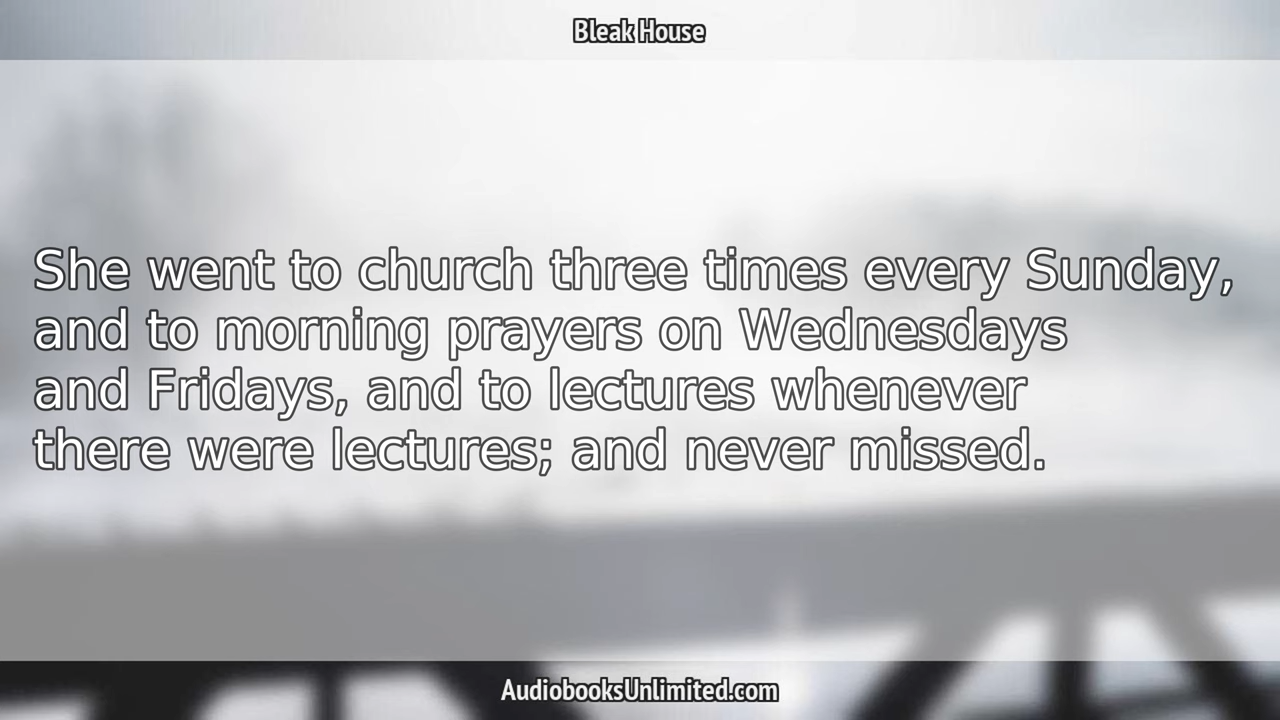 Bleak House
She went to church three times every Sunday,
and to morning prayers on Wednesdays
and Fridays, and to lectures whenever
there were lectures; and never missed.
AudiobooksUnlimited.com